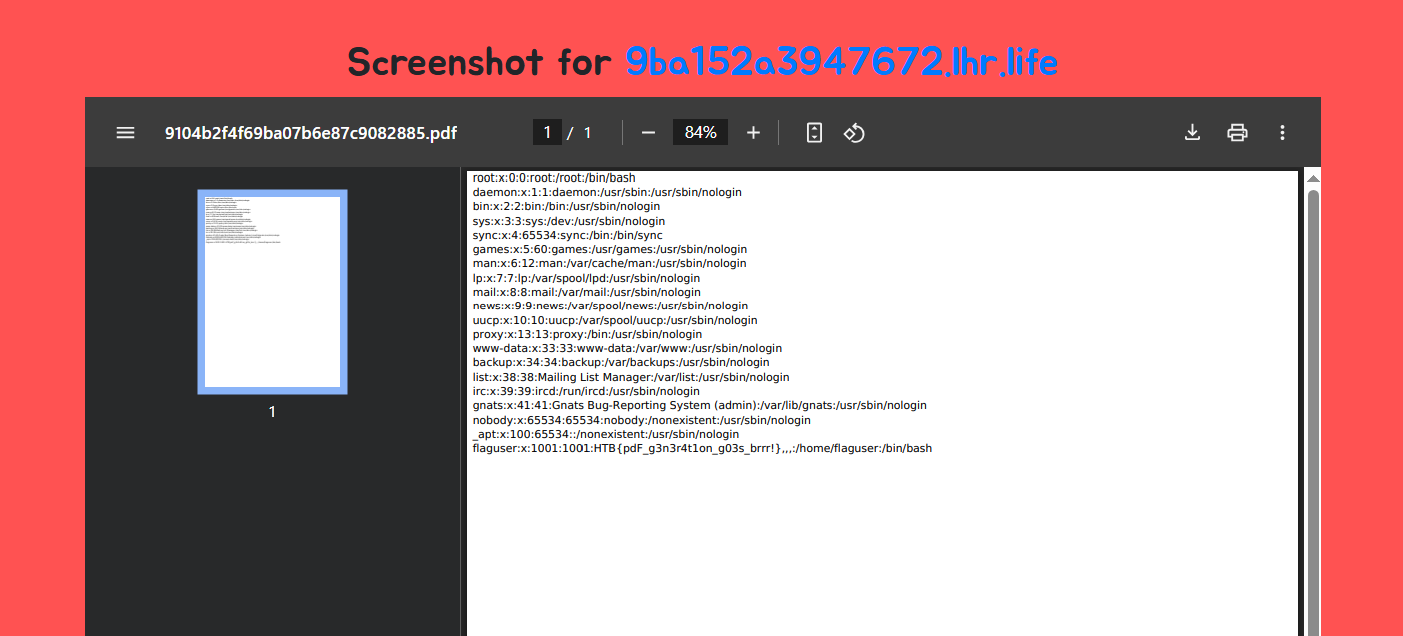 Screenshot for 9ba152a3947672.lhr.life
9104b2f4f69ba07b6e87c9082885.pdf 1 / 1 84%
root:x:0:0:root:/root:/bin/bash
daemon:x:1:1:daemon:/usr/sbin:/usr/sbin/nologin
bin:x:2:2:bin:/bin:/usr/sbin/nologin
sys:x:3:3:sys:/dev:/usr/sbin/nologin
sync:x:4:65534:sync:/bin:/bin/sync
games:x:5:60:games:/usr/games:/usr/sbin/nologin
man:x:6:12:man:/var/cache/man:/usr/sbin/nologin
lp:x:7:7:lp:/var/spool/lpd:/usr/sbin/nologin
mail:x:8:8:mail:/var/mail:/usr/sbin/nologin
news:x:9:9:news:/var/spool/news:/usr/sbin/nologin
uucp:x:10:10:uucp:/var/spool/uucp:/usr/sbin/nologin
proxy:x:13:13:proxy:/bin:/usr/sbin/nologin
www-data:x:33:33:www-data:/var/www:/usr/sbin/nologin
backup:x:34:34:backup:/var/backups:/usr/sbin/nologin
list:x:38:38:Mailing List Manager:/var/list:/usr/sbin/nologin
irc:x:39:39:ircd:/run/ircd:/usr/sbin/nologin
gnats:x:41:41:Gnats Bug-Reporting System (admin):/var/lib/gnats:/usr/sbin/nologin
nobody:x:65534:65534:nobody:/nonexistent:/usr/sbin/nologin
_apt:x:100:65534::/nonexistent:/usr/sbin/nologin
flaguser:x:1001:1001:HTB{pdF_g3n3r4t1on_g03s_brrr!},,,:/home/flaguser:/bin/bash
1